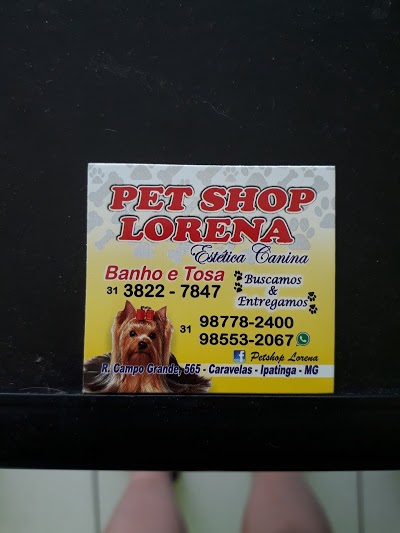 PET SHOP
LORENA
Estética Canina
Banho e Tosa
31 3822 - 7847
Buscamos
&
Entregamos
31 98778-2400
98553-2067
Petshop Lorena
R. Campo Grande, 565 - Caravelas - Ipatinga - MG